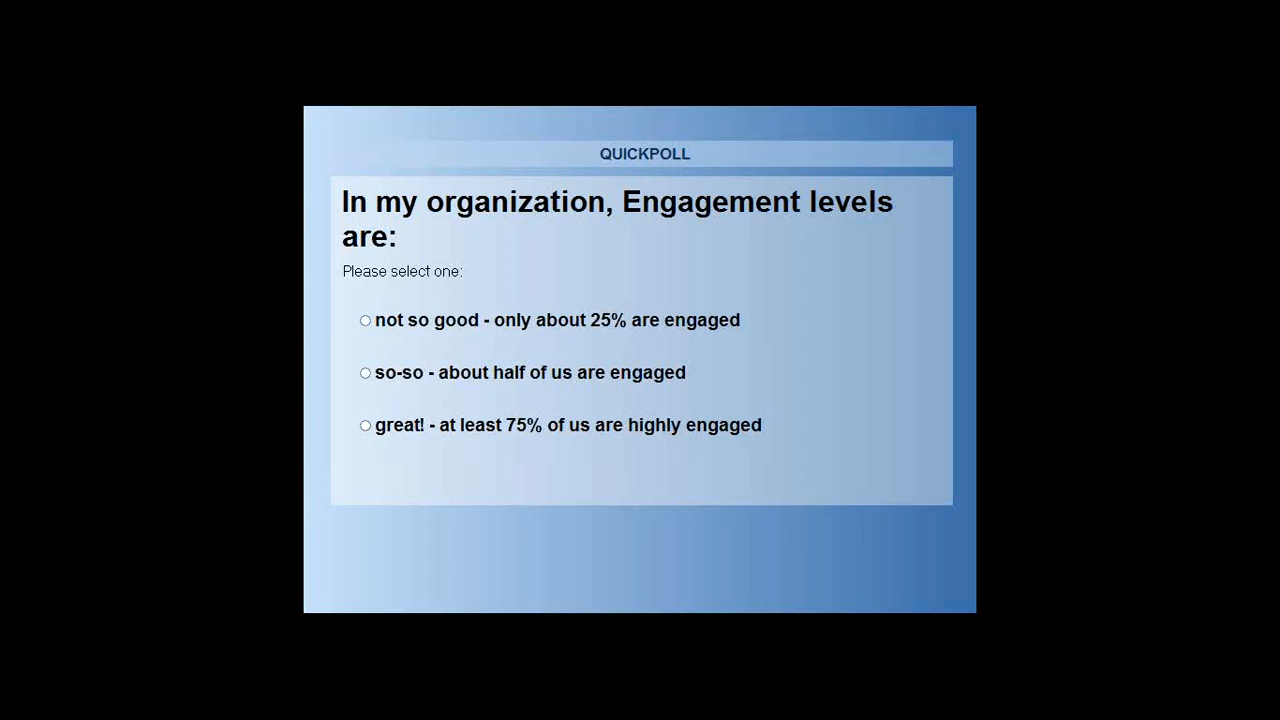 QUICKPOLL
In my organization, Engagement levels
are:
Please select one:
not so good - only about 25% are engaged
so-so - about half of us are engaged
great! - at least 75% of us are highly engaged